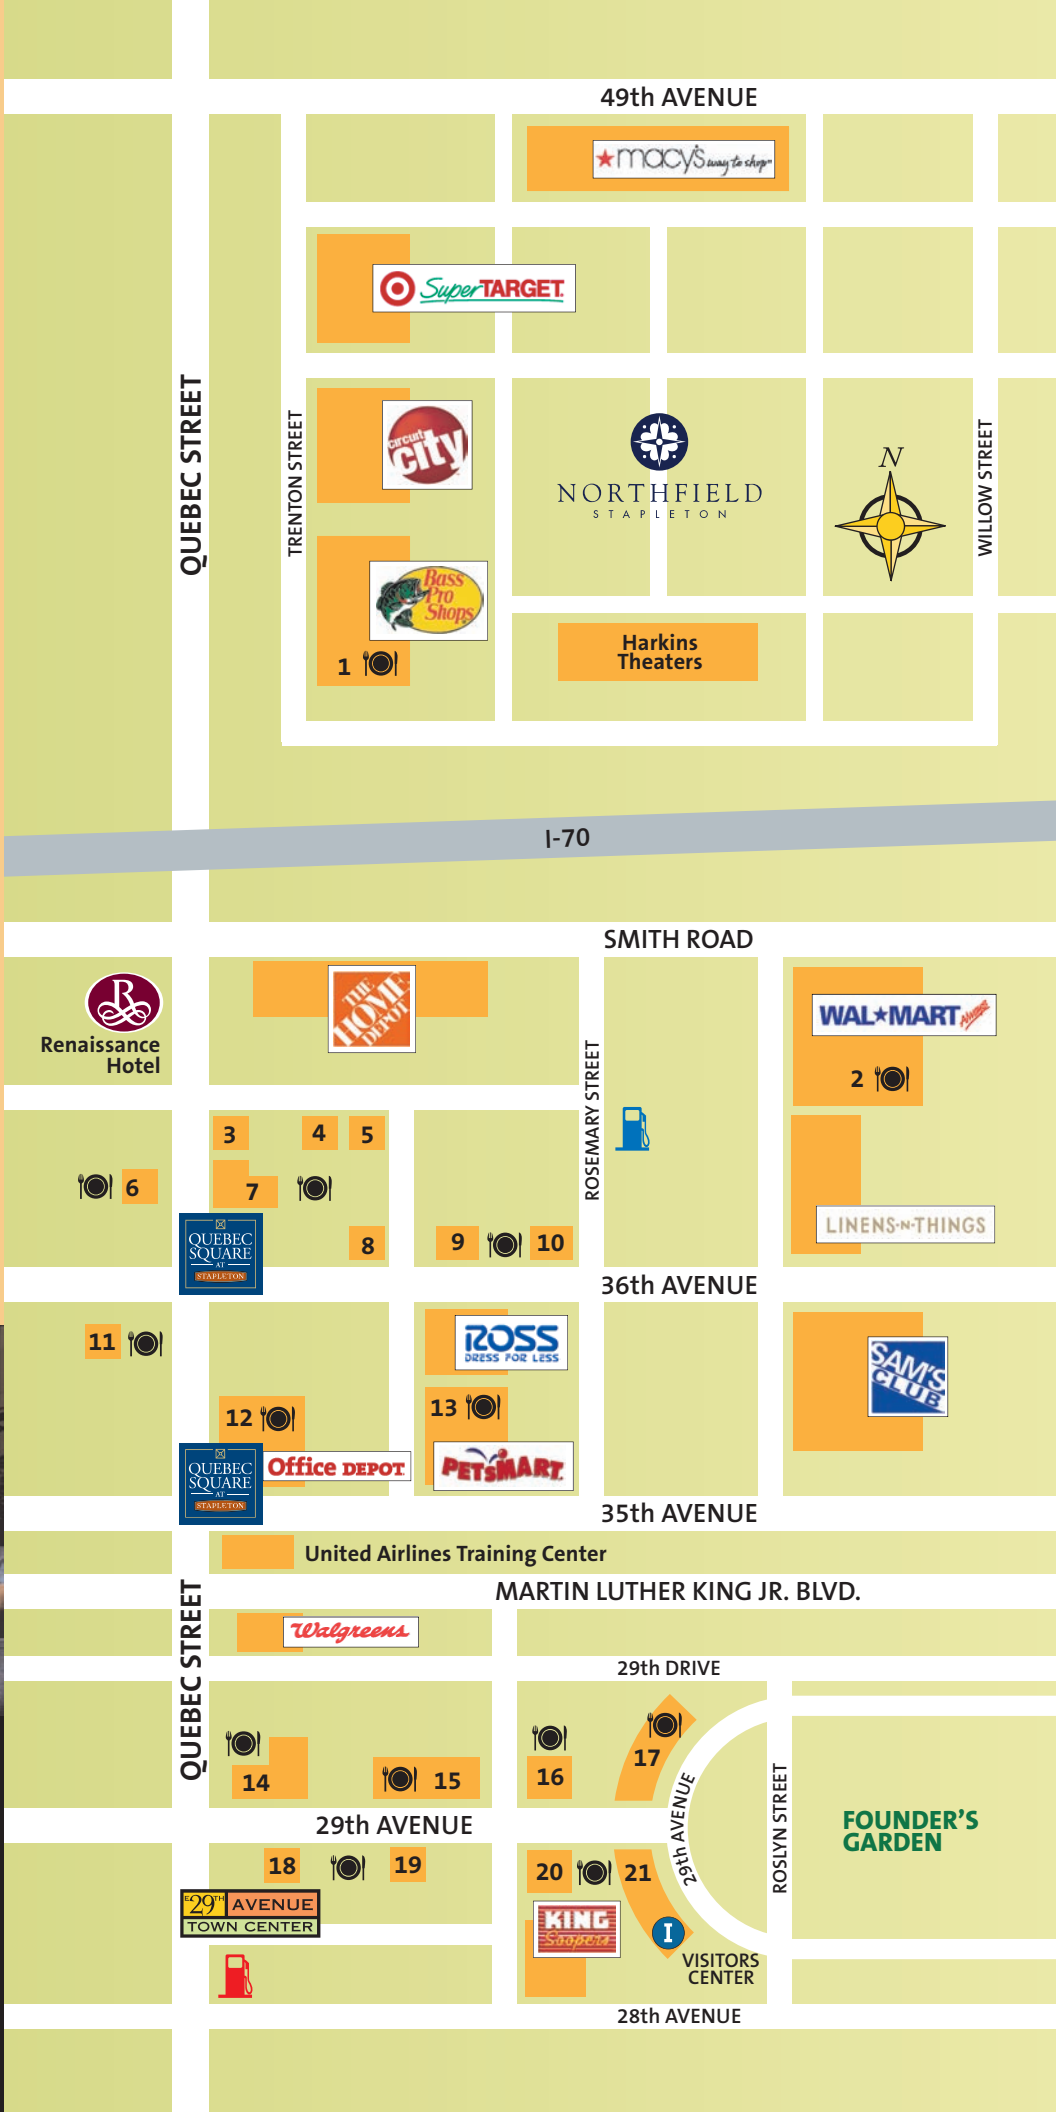 49th AVENUE
★macy's way to shop
SuperTARGET.
QUEBEC STREET
TRENTON STREET
circuit
city
NORTHFIELD
STAPLETON
N
WILLOW STREET
Bass
Pro
Shops
1
Harkins
Theaters
I-70
SMITH ROAD
R
Renaissance
Hotel
THE
HOME
DEPOT
ROSEMARY STREET
WAL★MART Always
2
3
4
5
6
7
QUEBEC
SQUARE
AT
STAPLETON
8
9
10
LINENS·N·THINGS
36th AVENUE
11
ROSS
DRESS FOR LESS
SAM'S
CLUB
12
13
QUEBEC
SQUARE
AT
STAPLETON
Office DEPOT
PETSMART
35th AVENUE
United Airlines Training Center
MARTIN LUTHER KING JR. BLVD.
QUEBEC STREET
Walgreens
29th DRIVE
14
15
16
17
29th AVENUE
29th AVENUE
ROSLYN STREET
FOUNDER'S
GARDEN
18
19
20
21
E 29TH AVENUE
TOWN CENTER
KING
Soopers
I
VISITORS
CENTER
28th AVENUE